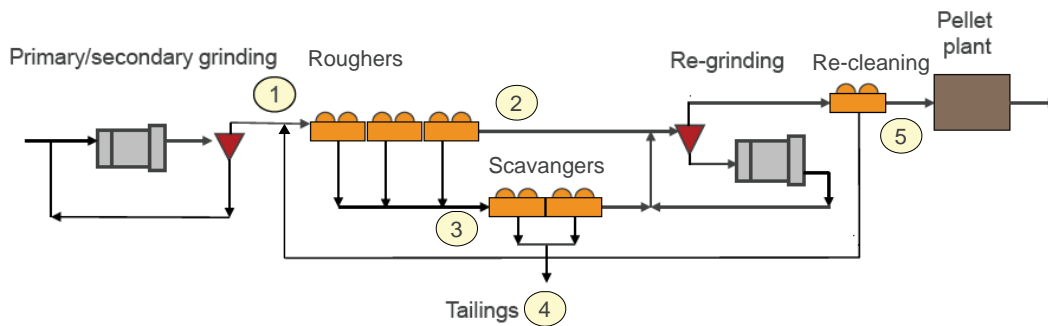 Pellet
plant
Primary/secondary grinding
Roughers
Re-grinding
Re-cleaning
1
2
5
Scavangers
3
Tailings 4